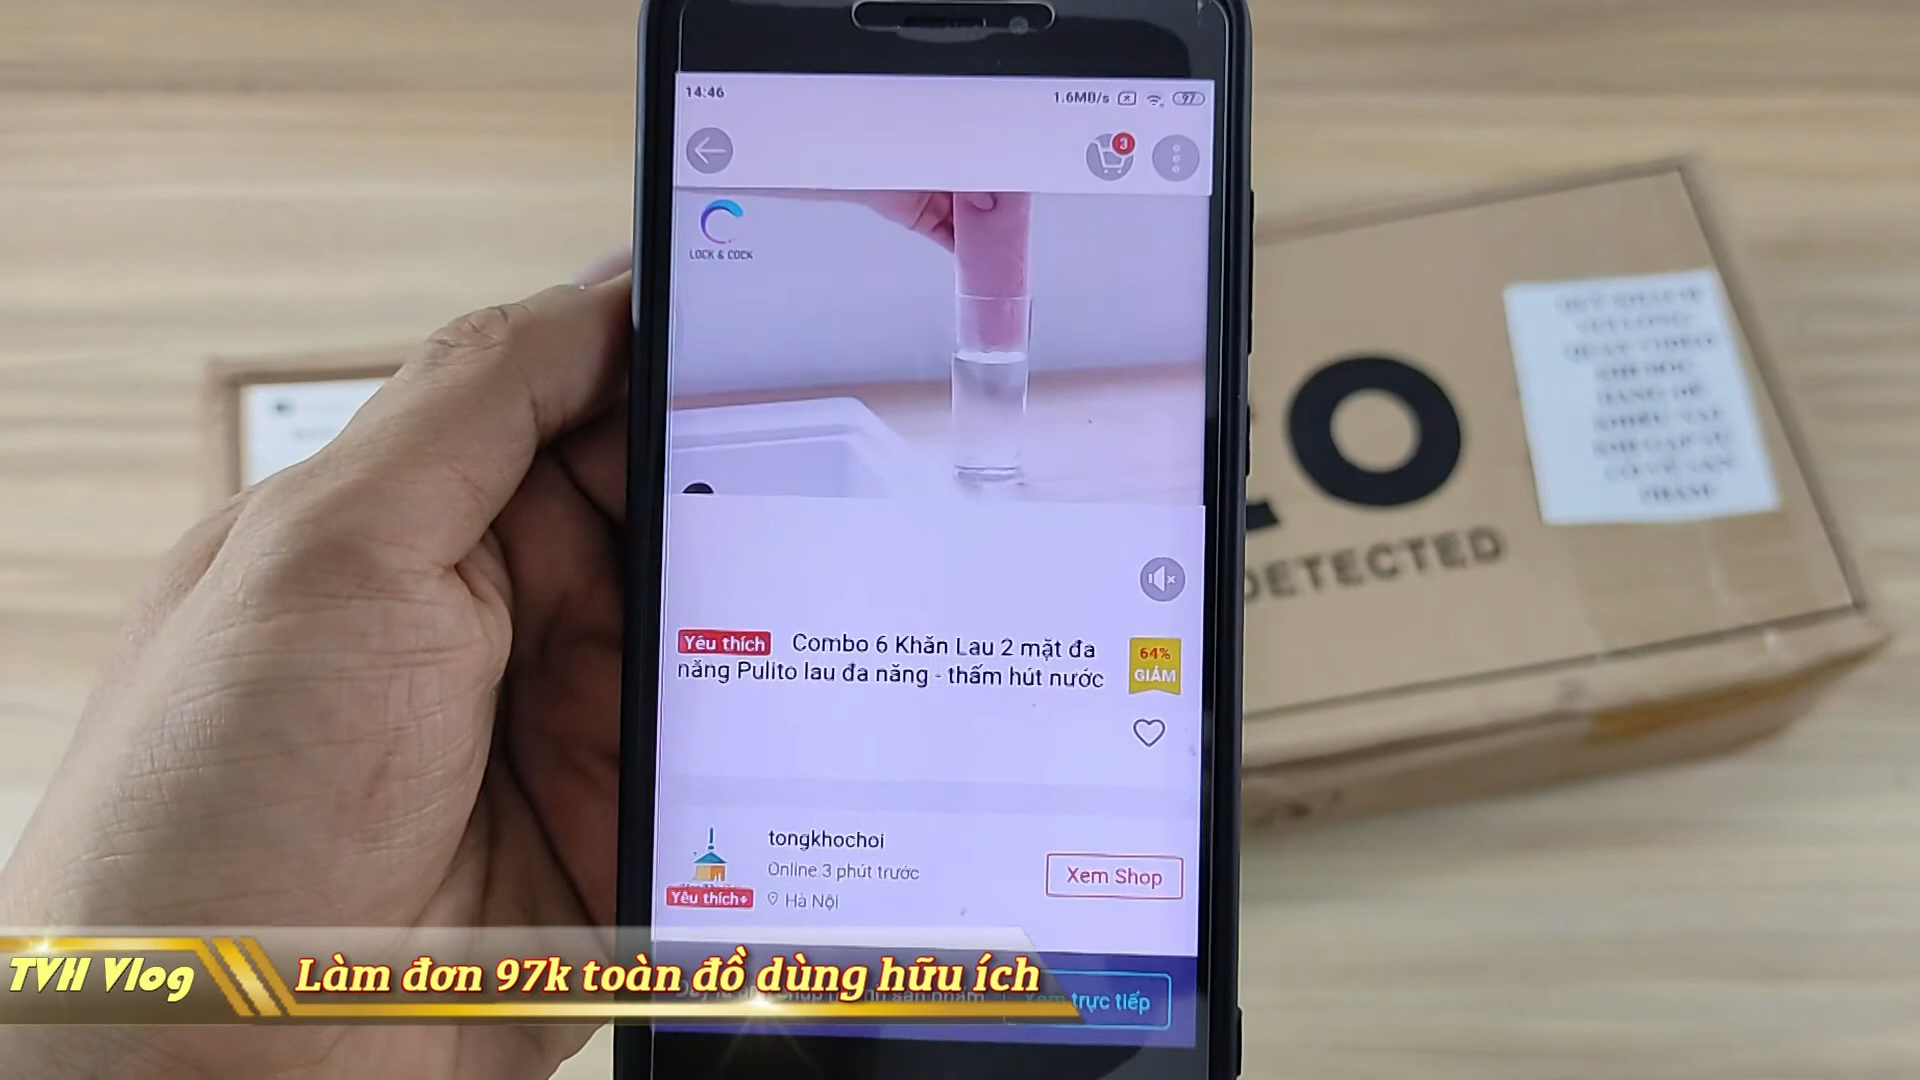 14:46
1.6MB/s
97
3
LOCK & COCK
Yêu thích Combo 6 Khăn Lau 2 mặt đa
năng Pulito lau đa năng - thấm hút nước
64%
GIẢM
tongkhochoi
Online 3 phút trước
Hà Nội
Yêu thích+
Xem Shop
Xem trực tiếp
TVH Vlog
Làm đơn 97k toàn đồ dùng hữu ích
O
DETECTED